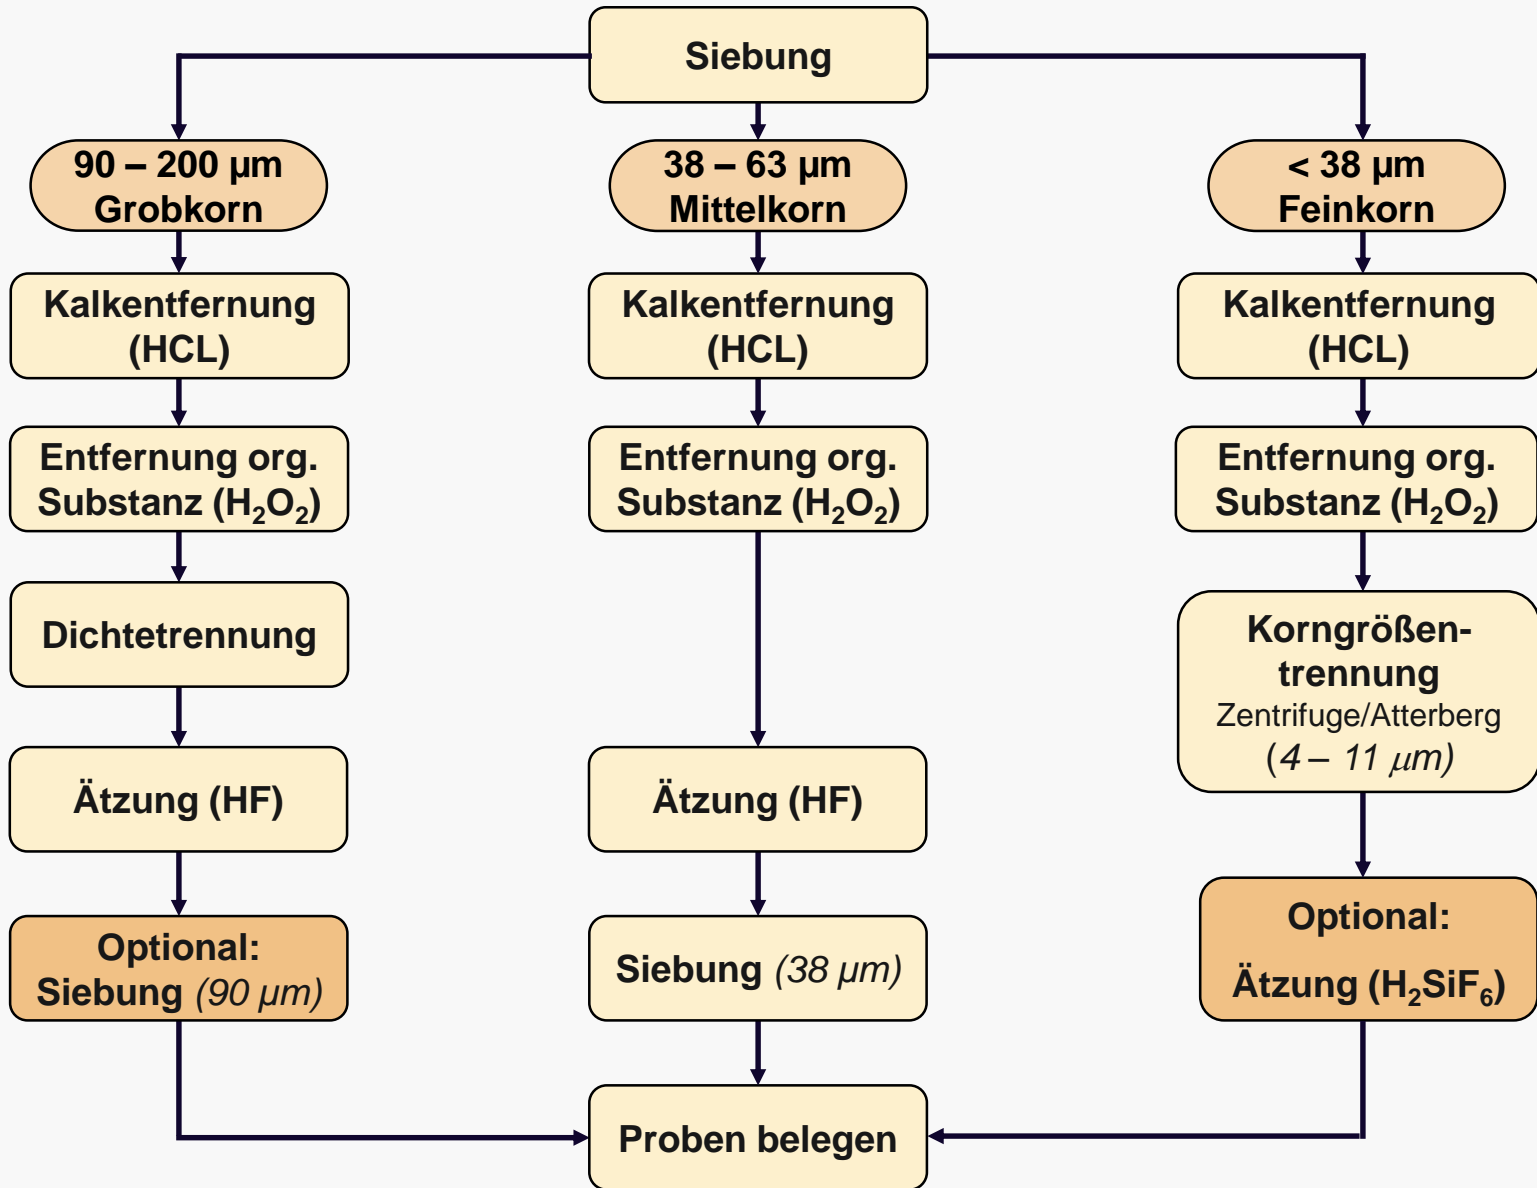 Siebung
90 – 200 µm
Grobkorn
38 – 63 µm
Mittelkorn
< 38 µm
Feinkorn
Kalkentfernung
(HCL)
Kalkentfernung
(HCL)
Kalkentfernung
(HCL)
Entfernung org.
Substanz (H₂O₂)
Entfernung org.
Substanz (H₂O₂)
Entfernung org.
Substanz (H₂O₂)
Dichtetrennung
Korngrößen-
trennung
Zentrifuge/Atterberg
(4 – 11 µm)
Ätzung (HF)
Ätzung (HF)
Optional:
Siebung (90 µm)
Siebung (38 µm)
Optional:
Ätzung (H₂SiF₆)
Proben belegen